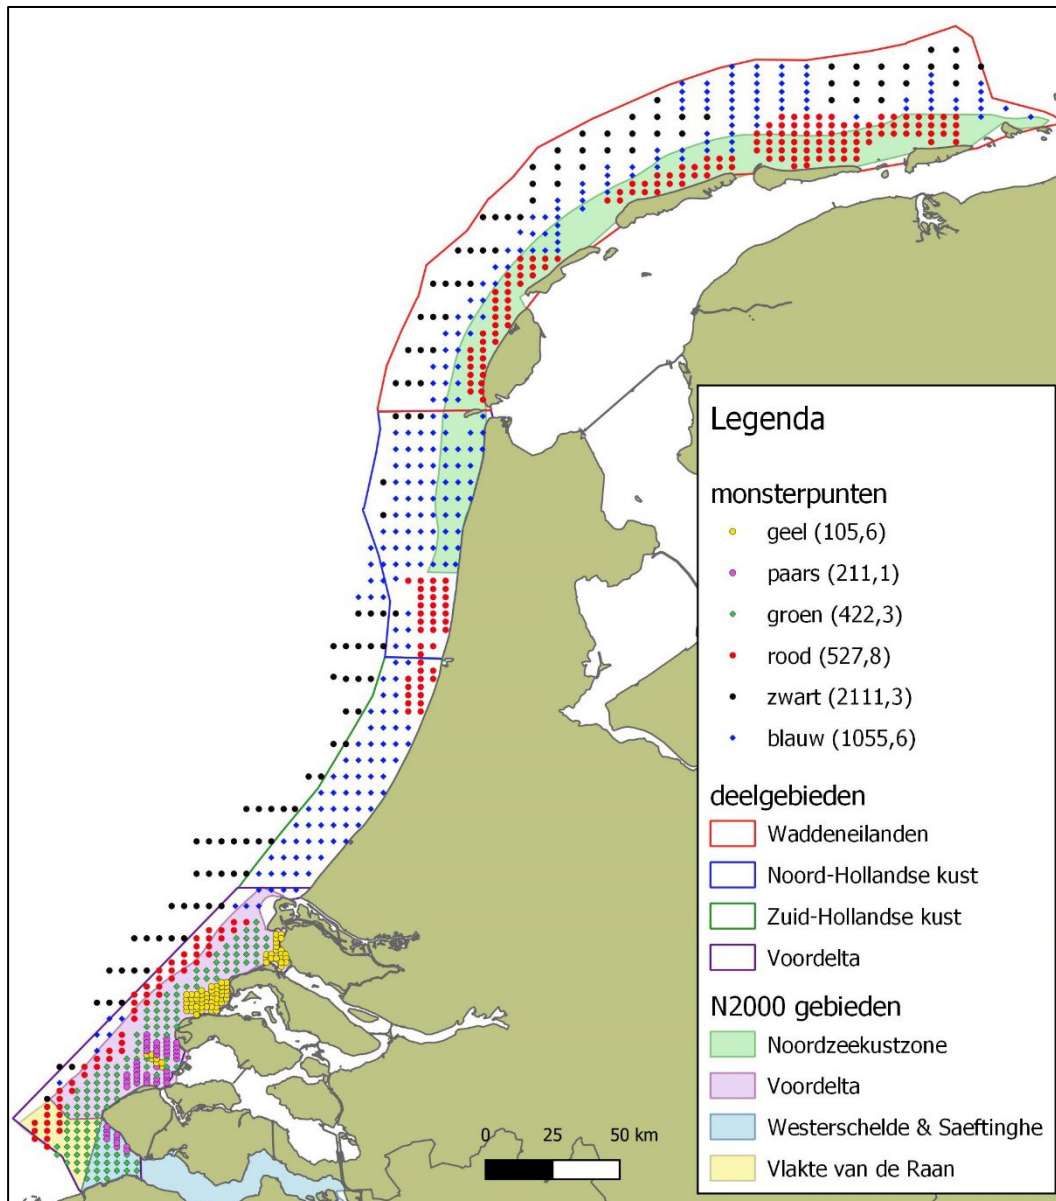 Legenda
monsterpunten
geel (105,6)
paars (211,1)
groen (422,3)
rood (527,8)
zwart (2111,3)
blauw (1055,6)
deelgebieden
Waddeneilanden
Noord-Hollandse kust
Zuid-Hollandse kust
Voordelta
N2000 gebieden
Noordzeekustzone
Voordelta
Westerschelde & Saeftinghe
Vlakte van de Raan
0 25 50 km